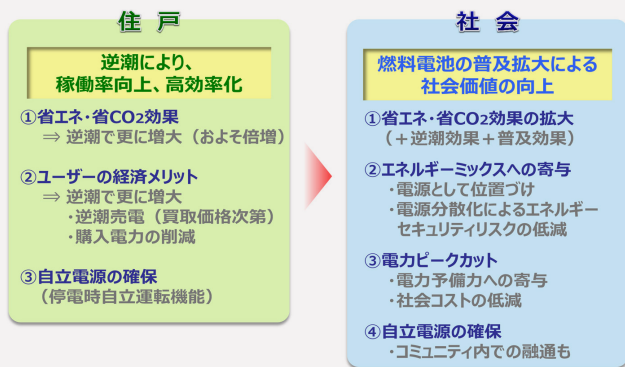 住 戸
逆潮により、
稼働率向上、高効率化
①省エネ・省CO2効果
⇒ 逆潮で更に増大（およそ倍増）
②ユーザーの経済メリット
⇒ 逆潮で更に増大
・逆潮売電（買取価格次第）
・購入電力の削減
③自立電源の確保
（停電時自立運転機能）
社 会
燃料電池の普及拡大による
社会価値の向上
①省エネ・省CO2効果の拡大
（＋逆潮効果＋普及効果）
②エネルギーミックスへの寄与
・電源として位置づけ
・電源分散化によるエネルギー
セキュリティリスクの低減
③電力ピークカット
・電力予備力への寄与
・社会コストの低減
④自立電源の確保
・コミュニティ内での融通も